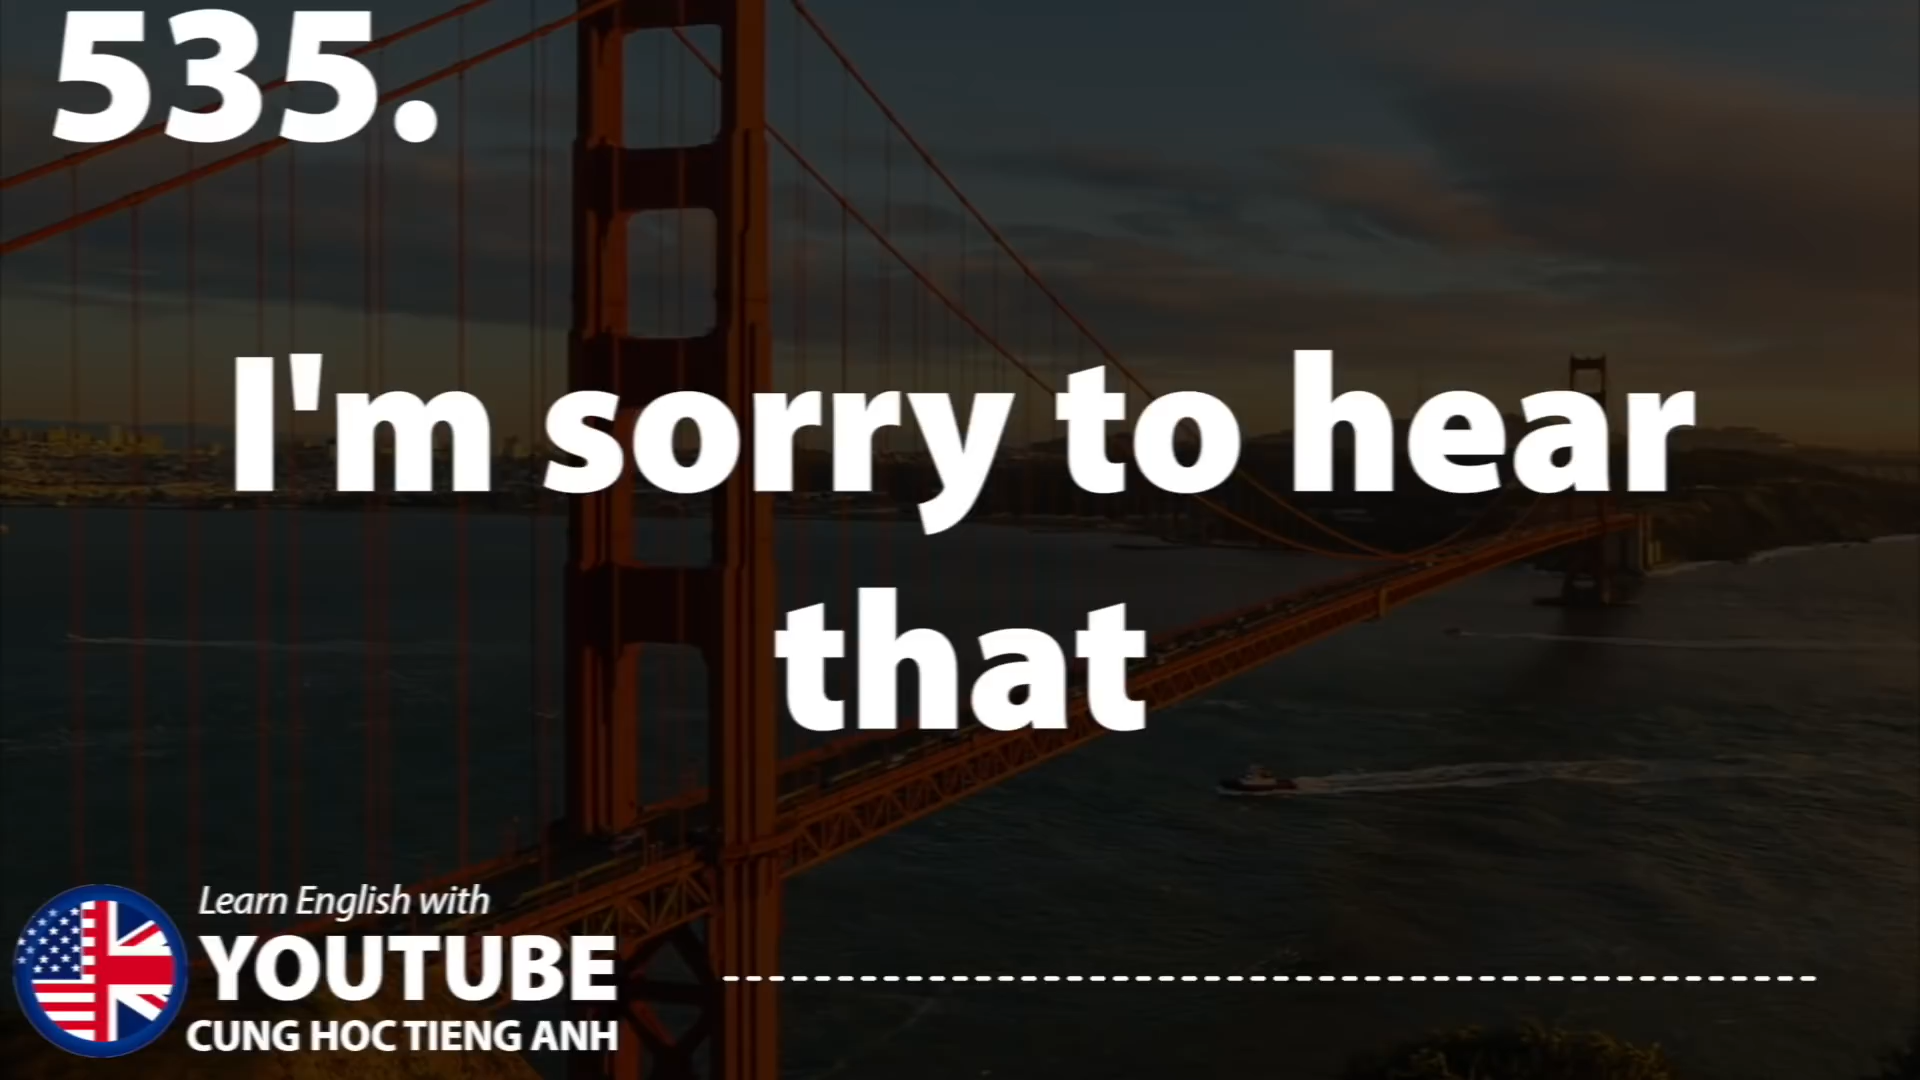 535.
I'm sorry to hear
that
Learn English with
YOUTUBE
CUNG HOC TIENG ANH